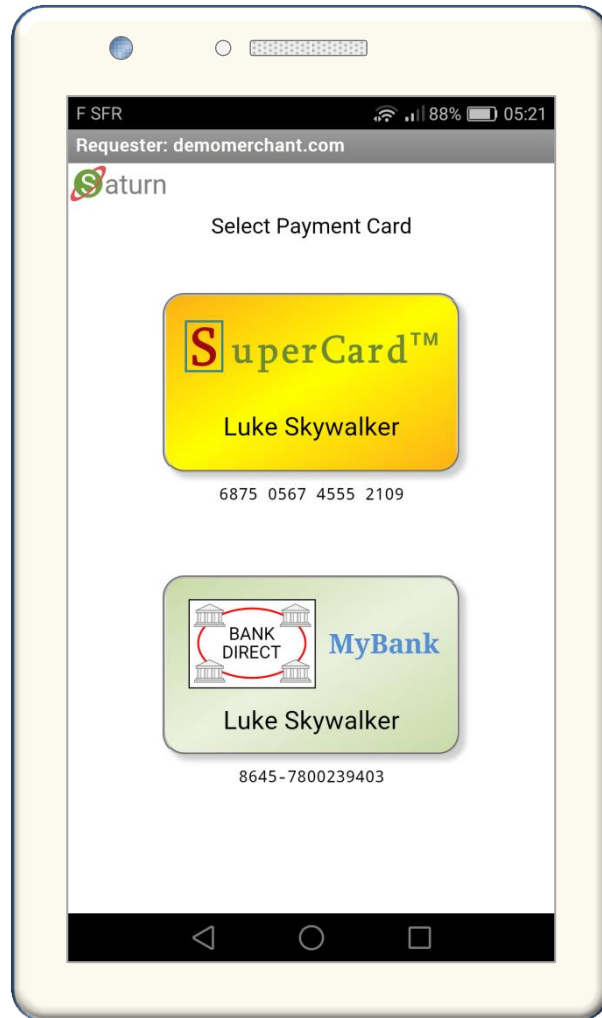 F SFR 88% 05:21
Requester: demomerchant.com
Saturn
Select Payment Card
SuperCard™
Luke Skywalker
6875 0567 4555 2109
BANK
DIRECT
MyBank
Luke Skywalker
8645-7800239403